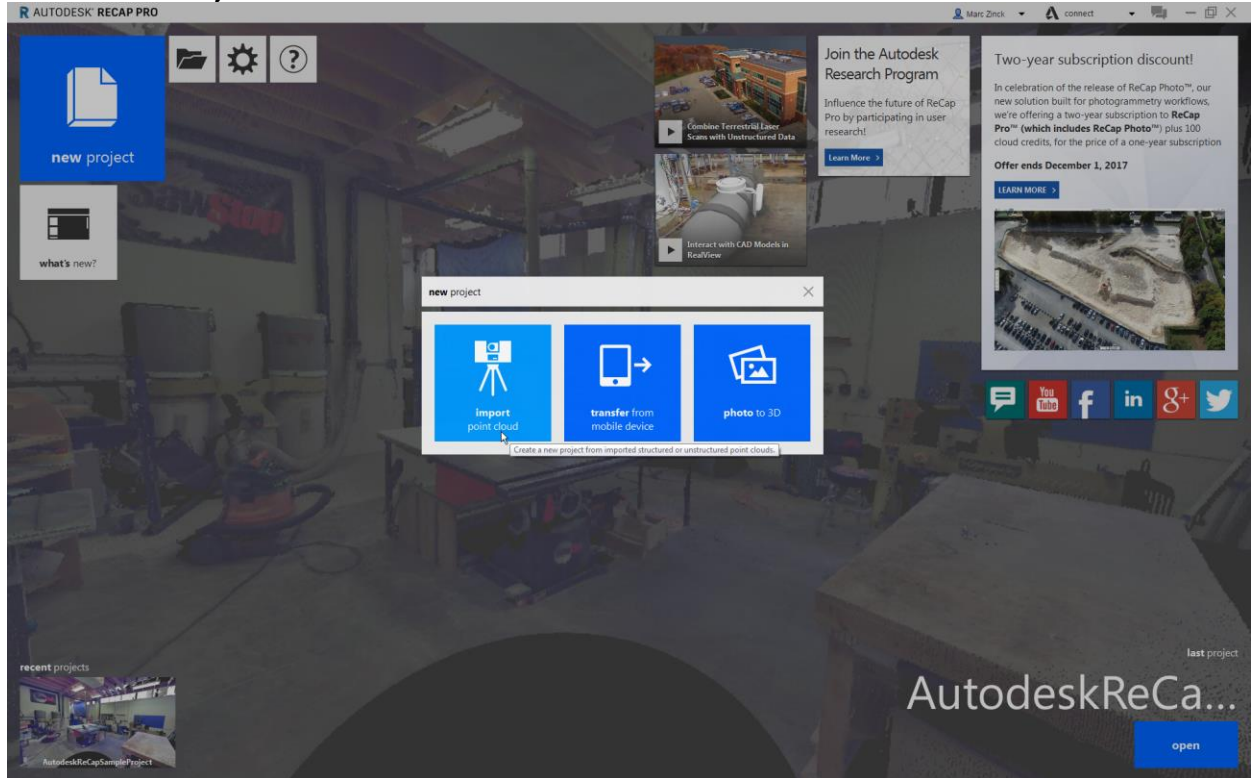 AUTODESK® RECAP PRO
Marc Zinck
connect
new project
what's new?
Combine Terrestrial Laser
Scans with Unstructured Data
Interact with CAD Models in
RealView
Join the Autodesk
Research Program
Influence the future of ReCap
Pro by participating in user
research!
Learn More >
Two-year subscription discount!
In celebration of the release of ReCap Photo™, our
new solution built for photogrammetry workflows,
we're offering a two-year subscription to ReCap
Pro™ (which includes ReCap Photo™) plus 100
cloud credits, for the price of a one-year subscription
Offer ends December 1, 2017
LEARN MORE >
SawStop
new project
import
point cloud
transfer from
mobile device
photo to 3D
Create a new project from imported structured or unstructured point clouds.
You
Tube
f
in
g+
recent projects
AutodeskReCapSampleProject
last project
AutodeskReCa...
open